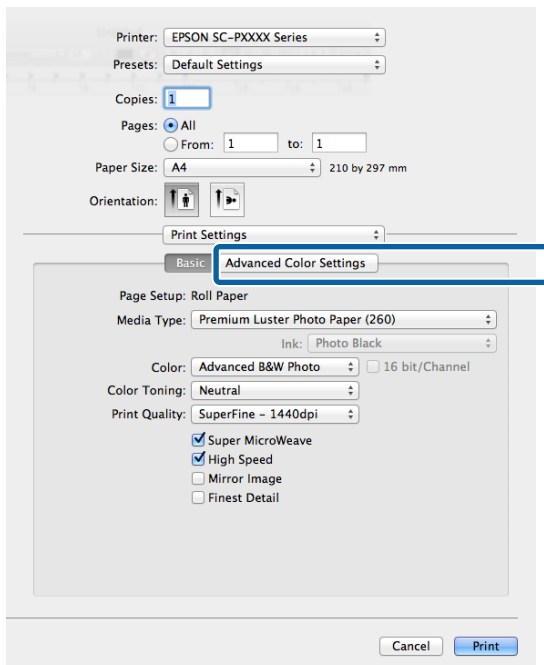 Printer: EPSON SC-PXXXX Series
Presets: Default Settings
Copies: 1
Pages: All
From: 1 to: 1
Paper Size: A4 210 by 297 mm
Orientation:
Print Settings
Basic Advanced Color Settings
Page Setup: Roll Paper
Media Type: Premium Luster Photo Paper (260)
Ink: Photo Black
Color: Advanced B&W Photo 16 bit/Channel
Color Toning: Neutral
Print Quality: SuperFine – 1440dpi
Super MicroWeave
High Speed
Mirror Image
Finest Detail
Cancel Print